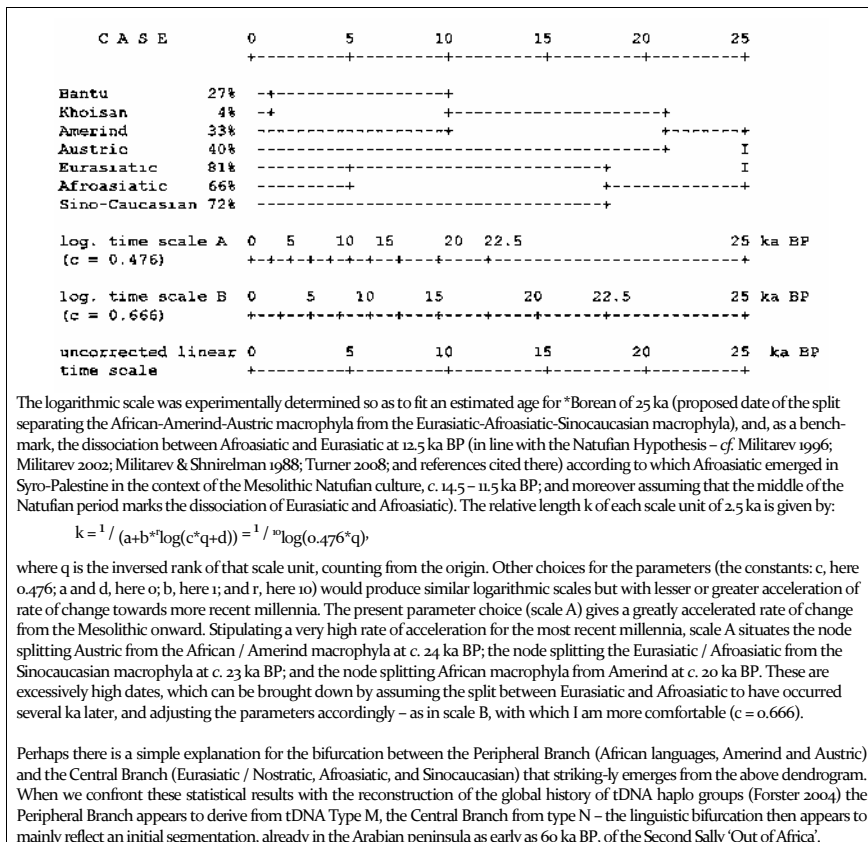 C A S E 0 5 10 15 20 25
+---------+---------+---------+---------+---------+
Bantu 27% -+-----------------+
Khoisan 4% -+ +---------------------+
Amerind 33% -------------------+ +-------+
Austric 40% -----------------------------------------+ I
Eurasiatic 81% ---------+-------------------------+ I
Afroasiatic 66% ---------+ +-------------+
Sino-Caucasian 72% -----------------------------------+
log. time scale A 0 5 10 15 20 22.5 25 ka BP
(c = 0.476) +-+-+-+-+-+-+--+---+----+-------------------------+
log. time scale B 0 5 10 15 20 22.5 25 ka BP
(c = 0.666) +--+--+--+--+--+---+---+----+------+-------------+
uncorrected linear 0 5 10 15 20 25 ka BP
time scale +---------+---------+---------+---------+---------+
The logarithmic scale was experimentally determined so as to fit an estimated age for *Borean of 25 ka (proposed date of the split
separating the African-Amerind-Austric macrophyla from the Eurasiatic-Afroasiatic-Sinocaucasian macrophyla), and, as a bench-
mark, the dissociation between Afroasiatic and Eurasiatic at 12.5 ka BP (in line with the Natufian Hypothesis – cf. Militarev 1996;
Militarev 2002; Militarev & Shnirelman 1988; Turner 2008; and references cited there) according to which Afroasiatic emerged in
Syro-Palestine in the context of the Mesolithic Natufian culture, c. 14.5 – 11.5 ka BP; and moreover assuming that the middle of the
Natufian period marks the dissociation of Eurasiatic and Afroasiatic). The relative length k of each scale unit of 2.5 ka is given by:
k = 1 / (a+b*rlog(c*q+d)) = 1 / 10log(0.476*q),
where q is the inversed rank of that scale unit, counting from the origin. Other choices for the parameters (the constants: c, here
0.476; a and d, here 0; b, here 1; and r, here 10) would produce similar logarithmic scales but with lesser or greater acceleration of
rate of change towards more recent millennia. The present parameter choice (scale A) gives a greatly accelerated rate of change
from the Mesolithic onward. Stipulating a very high rate of acceleration for the most recent millennia, scale A situates the node
splitting Austric from the African / Amerind macrophyla at c. 24 ka BP; the node splitting the Eurasiatic / Afroasiatic from the
Sinocaucasian macrophyla at c. 23 ka BP; and the node splitting African macrophyla from Amerind at c. 20 ka BP. These are
excessively high dates, which can be brought down by assuming the split between Eurasiatic and Afroasiatic to have occurred
several ka later, and adjusting the parameters accordingly – as in scale B, with which I am more comfortable (c = 0.666).
Perhaps there is a simple explanation for the bifurcation between the Peripheral Branch (African languages, Amerind and Austric)
and the Central Branch (Eurasiatic / Nostratic, Afroasiatic, and Sinocaucasian) that striking-ly emerges from the above dendrogram.
When we confront these statistical results with the reconstruction of the global history of tDNA haplo groups (Forster 2004) the
Peripheral Branch appears to derive from tDNA Type M, the Central Branch from type N – the linguistic bifurcation then appears to
mainly reflect an initial segmentation, already in the Arabian peninsula as early as 60 ka BP, of the Second Sally 'Out of Africa'.